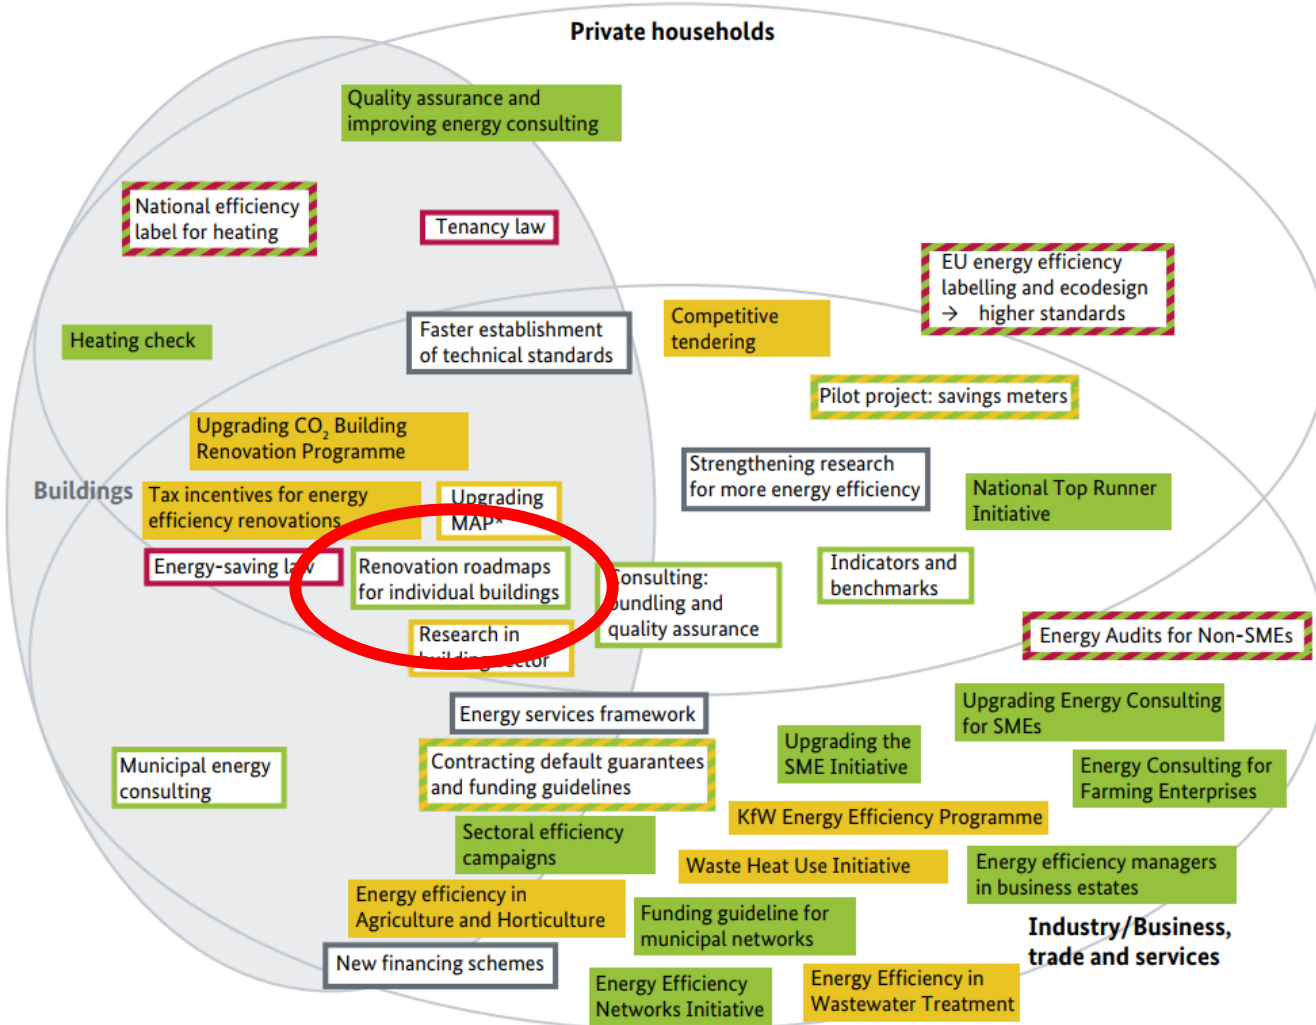 Private households
Quality assurance and
improving energy consulting
National efficiency
label for heating
Tenancy law
EU energy efficiency
labelling and ecodesign
→ higher standards
Heating check
Faster establishment
of technical standards
Competitive
tendering
Pilot project: savings meters
Upgrading CO₂ Building
Renovation Programme
Strengthening research
for more energy efficiency
National Top Runner
Initiative
Buildings
Tax incentives for energy
efficiency renovations
Upgrading
MAP*
Energy-saving law
Renovation roadmaps
for individual buildings
Consulting:
bundling and
quality assurance
Indicators and
benchmarks
Research in
building sector
Energy Audits for Non-SMEs
Energy services framework
Upgrading Energy Consulting
for SMEs
Municipal energy
consulting
Contracting default guarantees
and funding guidelines
Upgrading the
SME Initiative
Energy Consulting for
Farming Enterprises
KfW Energy Efficiency Programme
Sectoral efficiency
campaigns
Waste Heat Use Initiative
Energy efficiency managers
in business estates
Energy efficiency in
Agriculture and Horticulture
Funding guideline for
municipal networks
Industry/Business,
trade and services
New financing schemes
Energy Efficiency
Networks Initiative
Energy Efficiency in
Wastewater Treatment